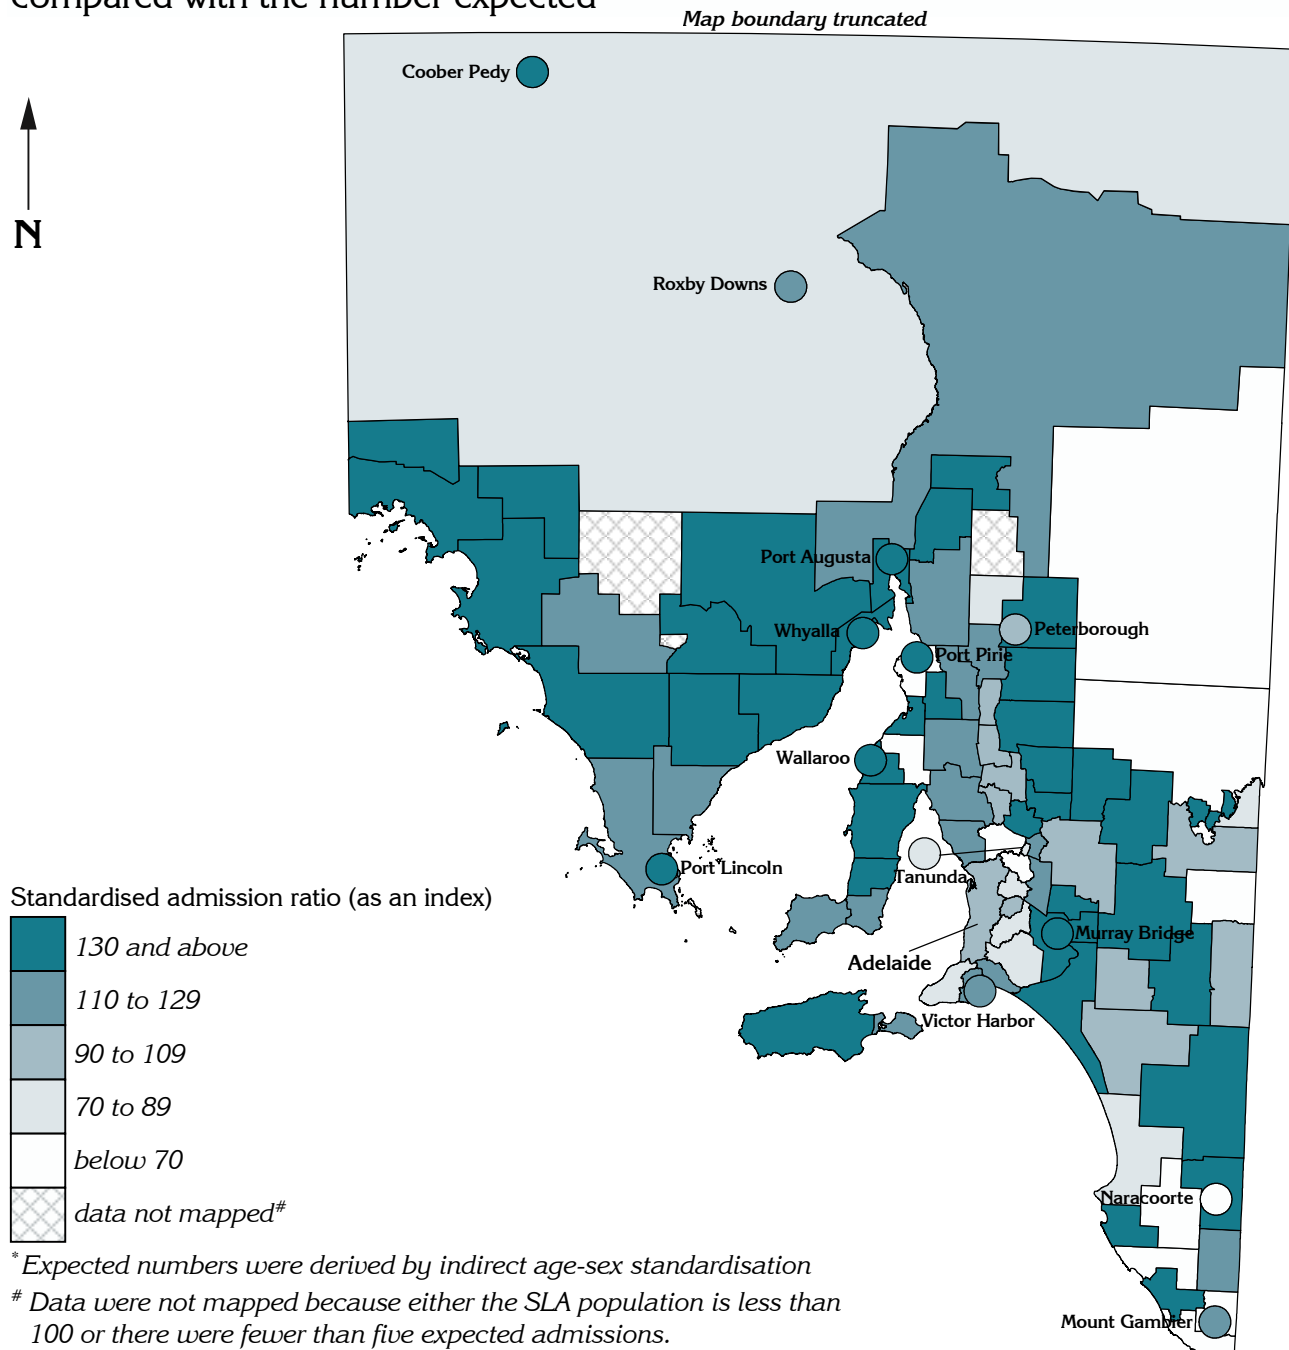 compared with the number expected
Map boundary truncated
Coober Pedy
N
Roxby Downs
Port Augusta
Whyalla
Peterborough
Port Pirie
Wallaroo
Port Lincoln
Tanunda
Murray Bridge
Adelaide
Victor Harbor
Naracoorte
Mount Gambier
Standardised admission ratio (as an index)
130 and above
110 to 129
90 to 109
70 to 89
below 70
data not mapped#
* Expected numbers were derived by indirect age-sex standardisation
# Data were not mapped because either the SLA population is less than
100 or there were fewer than five expected admissions.